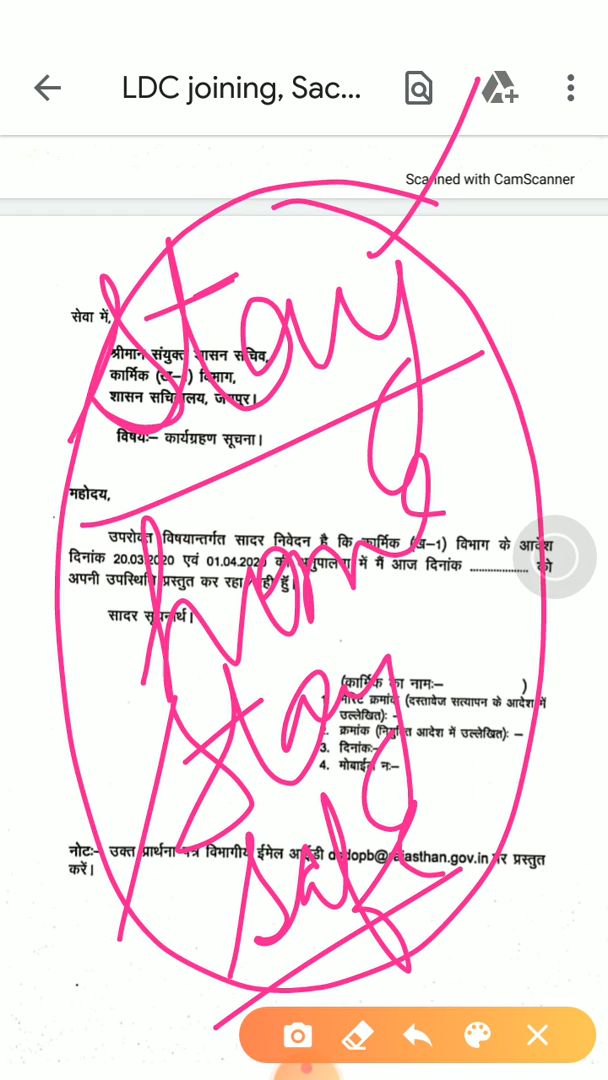 LDC joining, Sac...
Scanned with CamScanner
सेवा में,
श्रीमान संयुक्त शासन सचिव,
कार्मिक (ख-1) विभाग,
शासन सचिवालय, जयपुर।
विषयः– कार्यग्रहण सूचना।
महोदय,
उपरोक्त विषयान्तर्गत सादर निवेदन है कि कार्मिक (ख–1) विभाग के आदेश
दिनांक 20.03.2020 एवं 01.04.2020 की अनुपालना में मैं आज दिनांक .................. को
अपनी उपस्थिति प्रस्तुत कर रहा/रही हूँ।
सादर सूचनार्थ।
(कार्मिक का नामः– )
1. मेरिट क्रमांक (दस्तावेज सत्यापन के आदेश में
उल्लेखित): –
2. क्रमांक (नियुक्ति आदेश में उल्लेखित): –
3. दिनांकः–
4. मोबाईल नः–
नोटः– उक्त प्रार्थना पत्र विभागीय ईमेल आईडी @rajasthan.gov.in पर प्रस्तुत
करें।
Stay
home
stay
safe